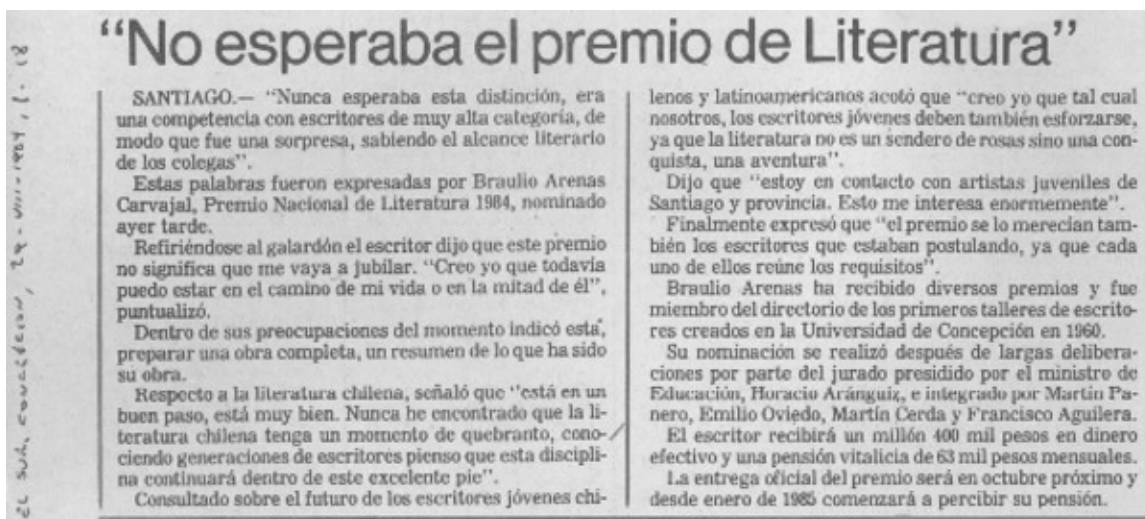 “No esperaba el premio de Literatura”
SANTIAGO.— “Nunca esperaba esta distinción, era
una competencia con escritores de muy alta categoría, de
modo que fue una sorpresa, sabiendo el alcance literario
de los colegas”.
Estas palabras fueron expresadas por Braulio Arenas
Carvajal, Premio Nacional de Literatura 1984, nominado
ayer tarde.
Refiriéndose al galardón el escritor dijo que este premio
no significa que me vaya a jubilar. “Creo yo que todavía
puedo estar en el camino de mi vida o en la mitad de él”,
puntualizó.
Dentro de sus preocupaciones del momento indicó está,
preparar una obra completa, un resumen de lo que ha sido
su obra.
Respecto a la literatura chilena, señaló que “está en un
buen paso, está muy bien. Nunca he encontrado que la li-
teratura chilena tenga un momento de quebranto, cono-
ciendo generaciones de escritores pienso que esta discipli-
na continuará dentro de este excelente pie”.
Consultado sobre el futuro de los escritores jóvenes chi-
lenos y latinoamericanos acotó que “creo yo que tal cual
nosotros, los escritores jóvenes deben también esforzarse,
ya que la literatura no es un sendero de rosas sino una con-
quista, una aventura”.
Dijo que “estoy en contacto con artistas juveniles de
Santiago y provincia. Esto me interesa enormemente”.
Finalmente expresó que “el premio se lo merecían tam-
bién los escritores que estaban postulando, ya que cada
uno de ellos reúne los requisitos”.
Braulio Arenas ha recibido diversos premios y fue
miembro del directorio de los primeros talleres de escrito-
res creados en la Universidad de Concepción en 1960.
Su nominación se realizó después de largas delibera-
ciones por parte del jurado presidido por el ministro de
Educación, Horacio Aránguiz, e integrado por Martín Pa-
nero, Emilio Oviedo, Martín Cerda y Francisco Aguilera.
El escritor recibirá un millón 400 mil pesos en dinero
efectivo y una pensión vitalicia de 63 mil pesos mensuales.
La entrega oficial del premio será en octubre próximo y
desde enero de 1985 comenzará a percibir su pensión.
EL SUR, CONCEPCION, 29-VIII-1984, p. 18